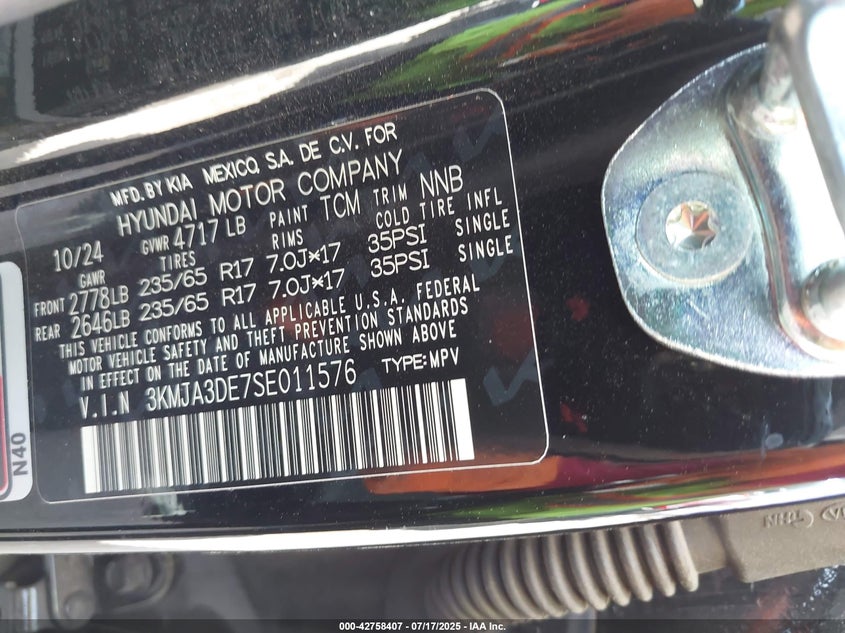 MFD. BY KIA MEXICO, S.A. DE C.V. FOR
HYUNDAI MOTOR COMPANY
10/24 GVWR 4717 LB PAINT TCM TRIM NNB
GAWR TIRES RIMS COLD TIRE INFL
FRONT 2778LB 235/65 R17 7.0J×17 35PSI SINGLE
REAR 2646LB 235/65 R17 7.0J×17 35PSI SINGLE
THIS VEHICLE CONFORMS TO ALL APPLICABLE U.S.A. FEDERAL
MOTOR VEHICLE SAFETY AND THEFT PREVENTION STANDARDS
IN EFFECT ON THE DATE OF MANUFACTURE SHOWN ABOVE
V.I.N 3KMJA3DE7SE011576 TYPE:MPV
N40
000-42758407 / 07/17/2025 - IAA Inc.